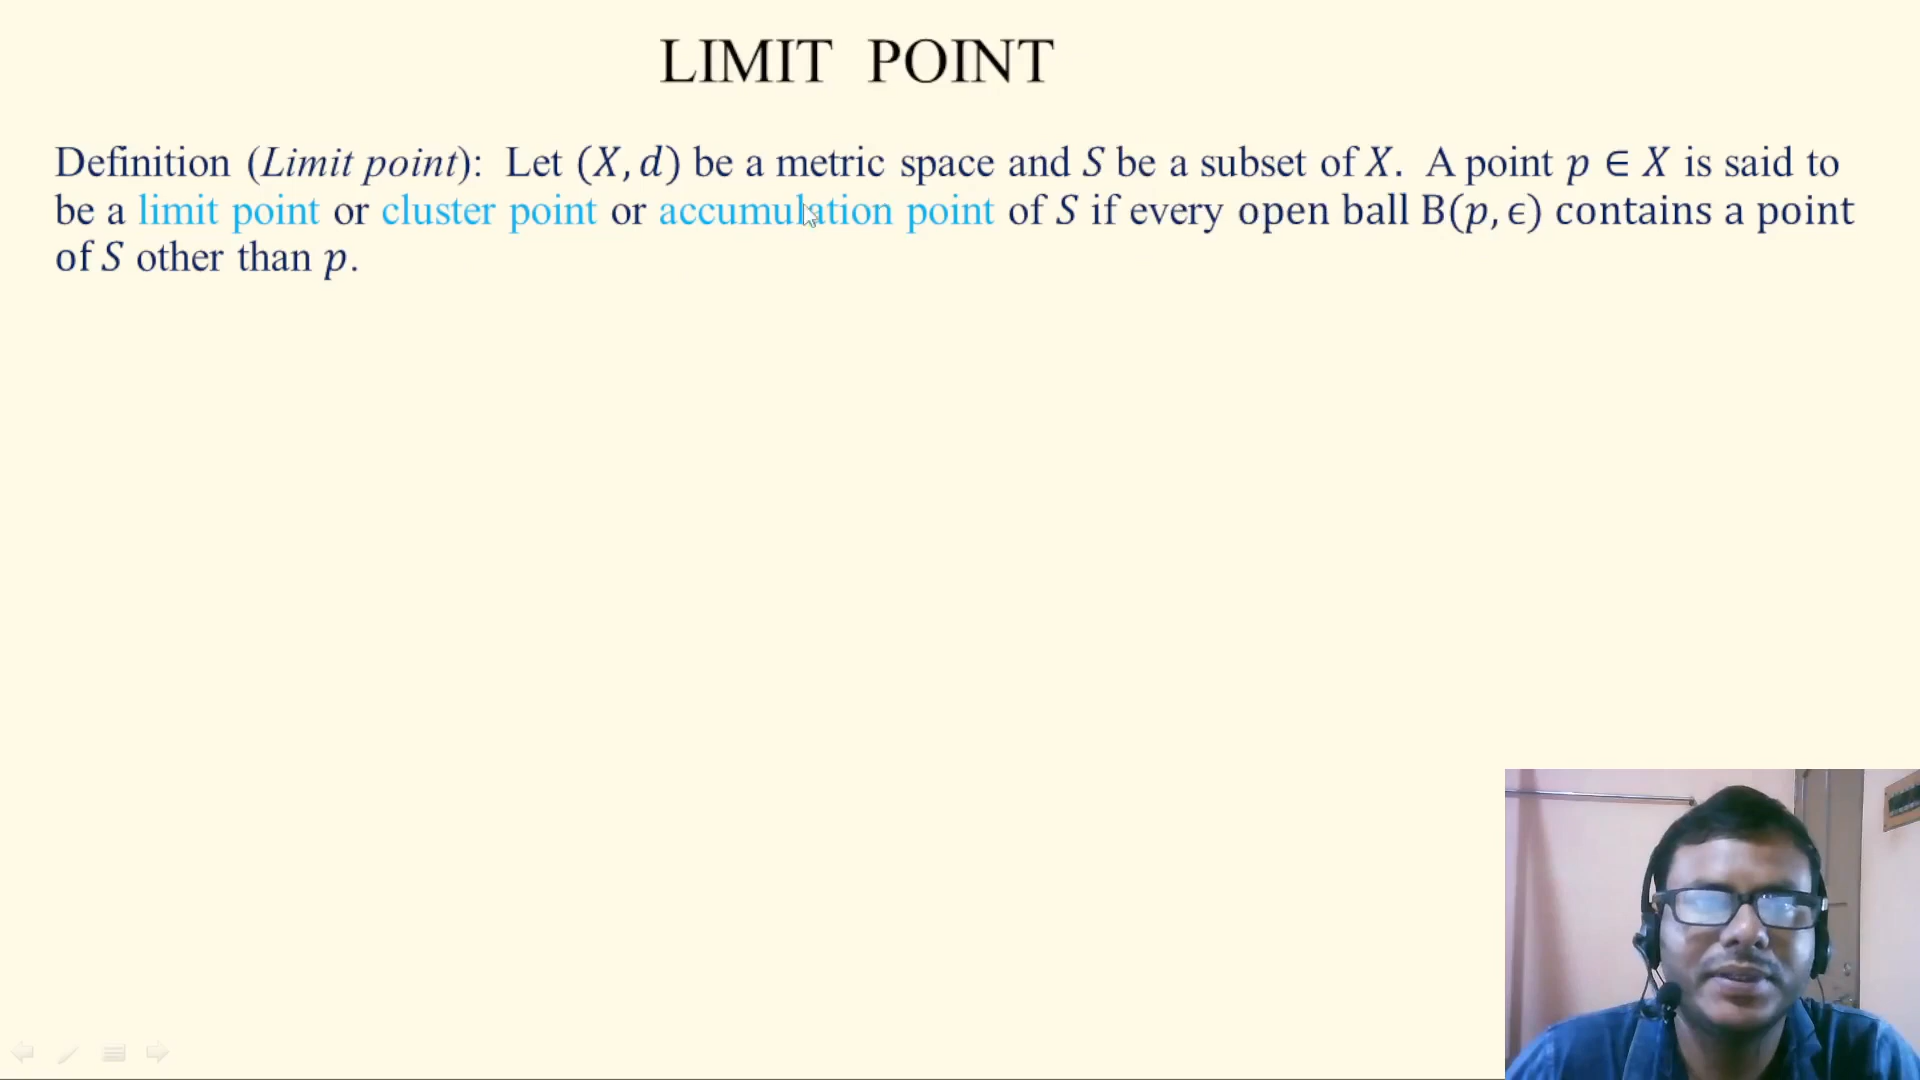 LIMIT POINT
Definition (Limit point): Let (X, d) be a metric space and S be a subset of X. A point p ∈ X is said to
be a limit point or cluster point or accumulation point of S if every open ball B(p, ϵ) contains a point
of S other than p.